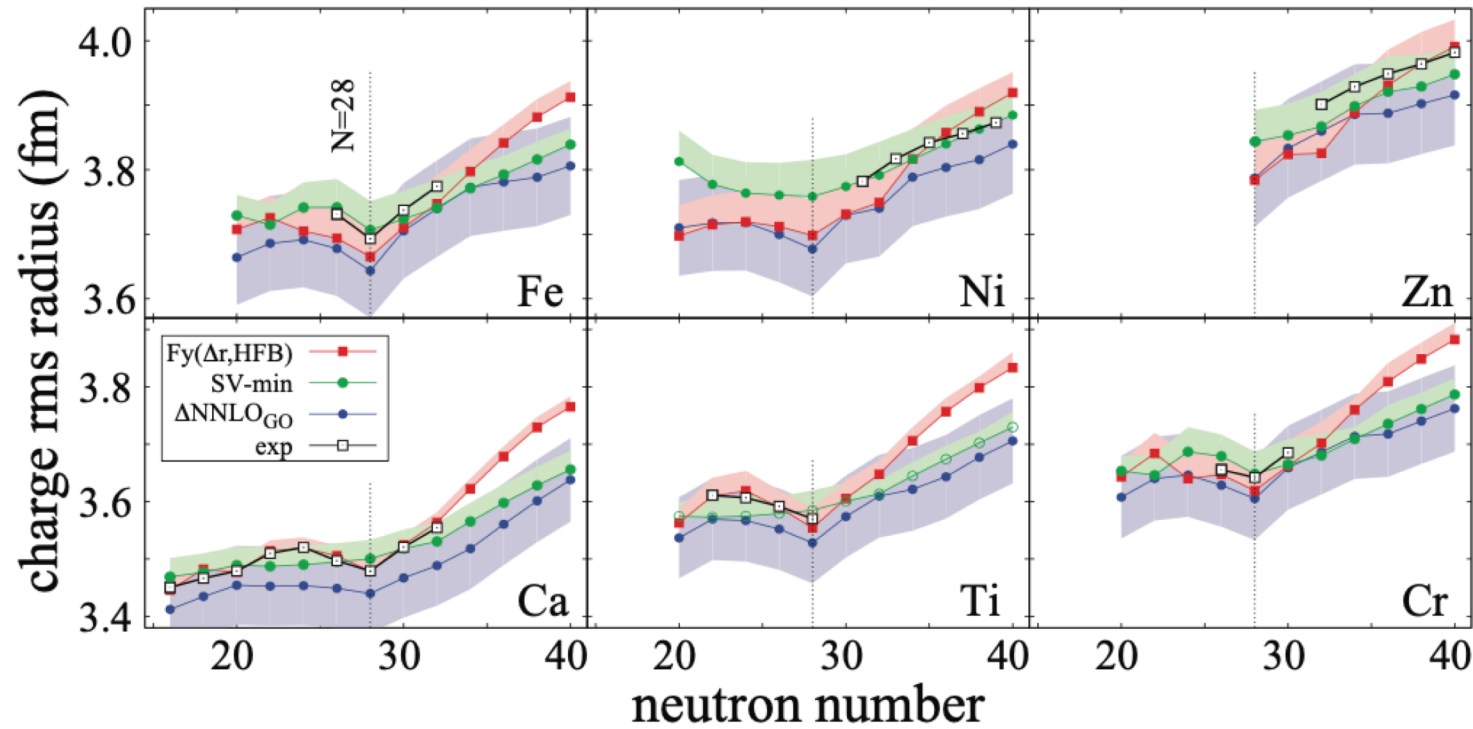 charge rms radius (fm)
4.0
3.8
3.6
N=28
Fe
Ni
Zn
3.8
3.6
3.4
Fy(Δr,HFB)
SV-min
ΔNNLO_GO
exp
Ca
Ti
Cr
20 30 40 20 30 40 20 30 40
neutron number